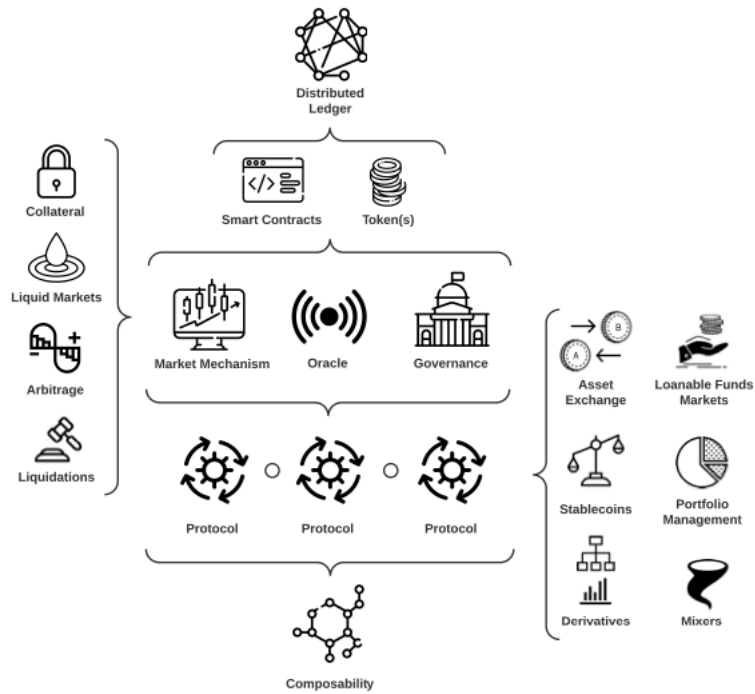 Distributed
Ledger
Smart Contracts
Token(s)
Collateral
Liquid Markets
Arbitrage
Liquidations
Market Mechanism
Oracle
Governance
Protocol
Protocol
Protocol
B
A
Asset
Exchange
Loanable Funds
Markets
Stablecoins
Portfolio
Management
Derivatives
Mixers
Composability